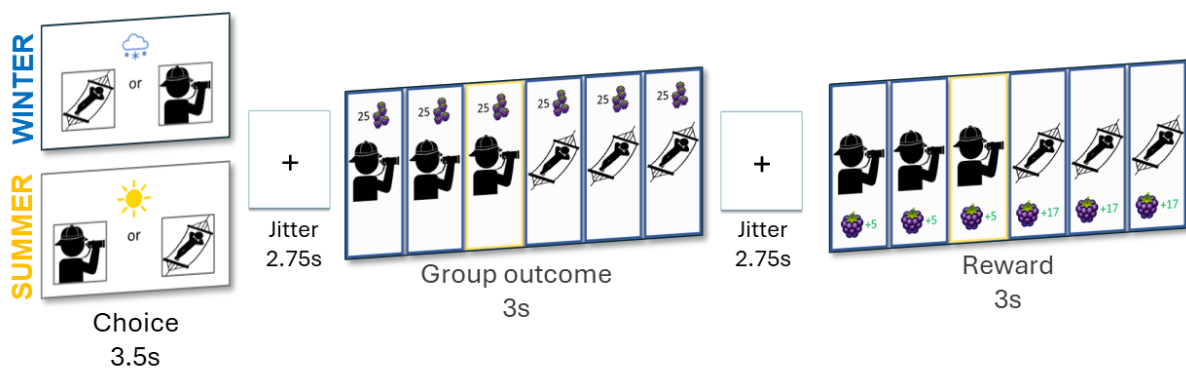 WINTER
or
SUMMER
or
Choice
3.5s
+
Jitter
2.75s
25 25 25 25 25 25
Group outcome
3s
+
Jitter
2.75s
+5 +5 +5 +17 +17 +17
Reward
3s